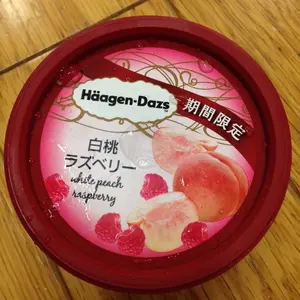 Häagen-Dazs
期間限定
白桃
ラズベリー
white peach
raspberry